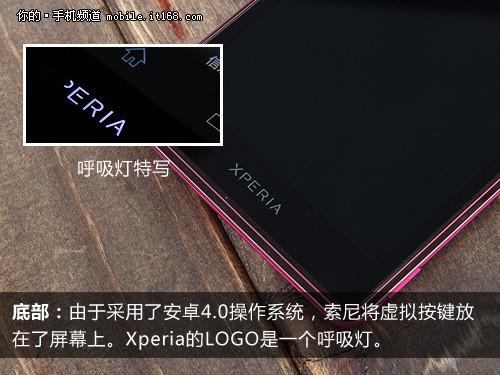 你的·手机频道 mobile.it168.com
信
PERIA
呼吸灯特写
XPERIA
底部：由于采用了安卓4.0操作系统，索尼将虚拟按键放
在了屏幕上。Xperia的LOGO是一个呼吸灯。